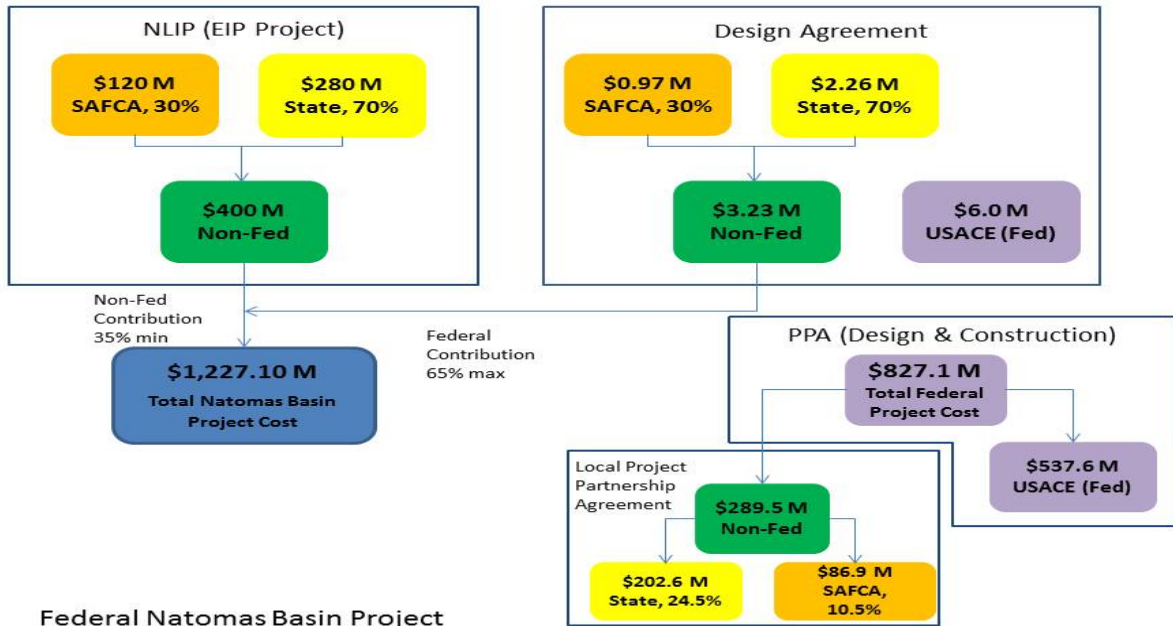 NLIP (EIP Project)
$120 M
SAFCA, 30%
$280 M
State, 70%
$400 M
Non-Fed
Design Agreement
$0.97 M
SAFCA, 30%
$2.26 M
State, 70%
$3.23 M
Non-Fed
$6.0 M
USACE (Fed)
Non-Fed
Contribution
35% min
Federal
Contribution
65% max
$1,227.10 M
Total Natomas Basin
Project Cost
PPA (Design & Construction)
$827.1 M
Total Federal
Project Cost
$537.6 M
USACE (Fed)
Local Project
Partnership
Agreement
$289.5 M
Non-Fed
$202.6 M
State, 24.5%
$86.9 M
SAFCA,
10.5%
Federal Natomas Basin Project